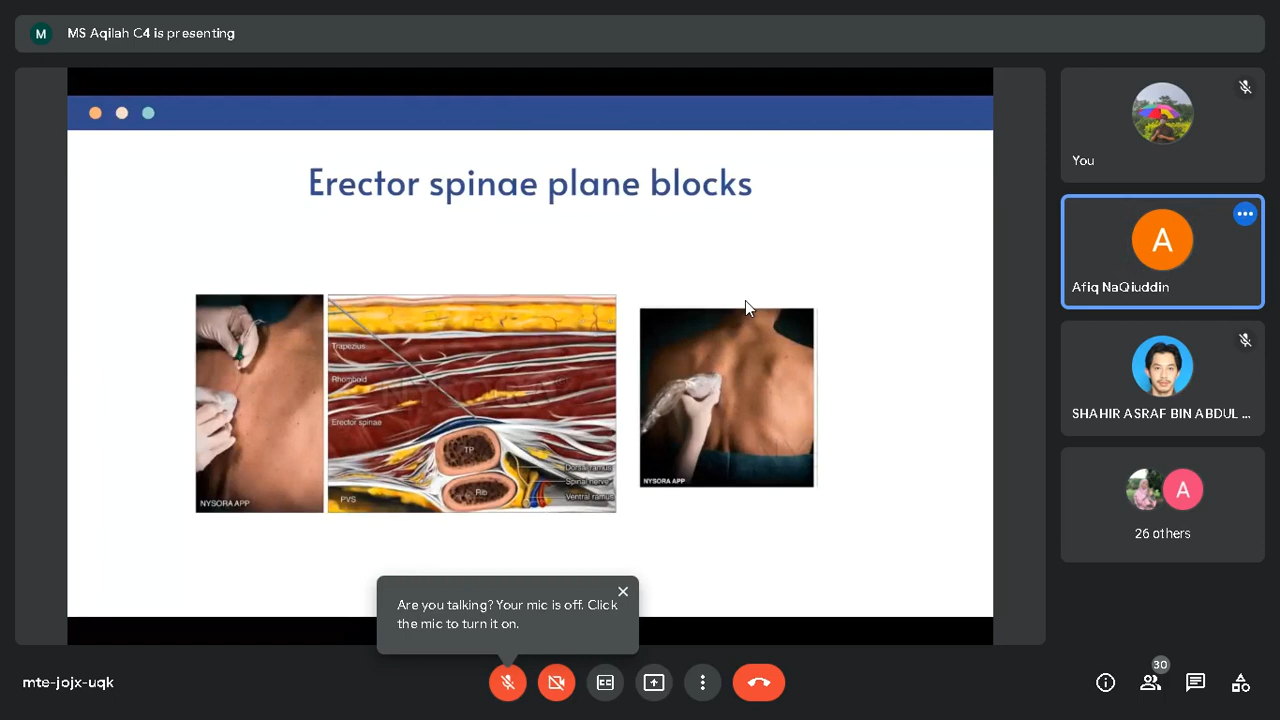 M
MS Aqilah C4 is presenting
Erector spinae plane blocks
Trapezius
Rhomboid
Erector spinae
TP
Rib
PVS
Dorsal ramus
Spinal nerve
Ventral ramus
NYSORA APP
NYSORA APP
You
A
Afiq NaQiuddin
SHAHIR ASRAF BIN ABDUL ...
A
26 others
Are you talking? Your mic is off. Click
the mic to turn it on.
mte-jojx-uqk
CC
30